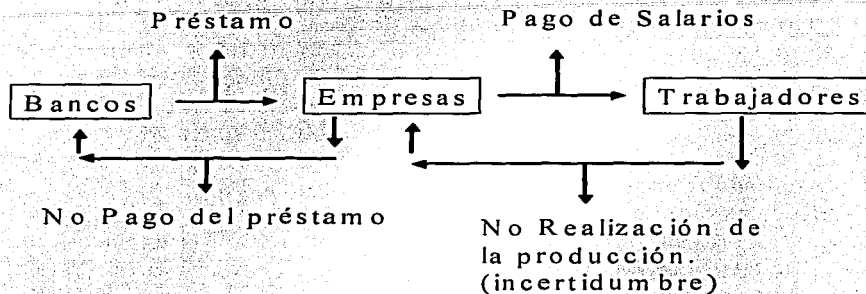 Préstamo
Pago de Salarios
Bancos
Empresas
Trabajadores
No Pago del préstamo
No Realización de
la producción.
(incertidumbre)